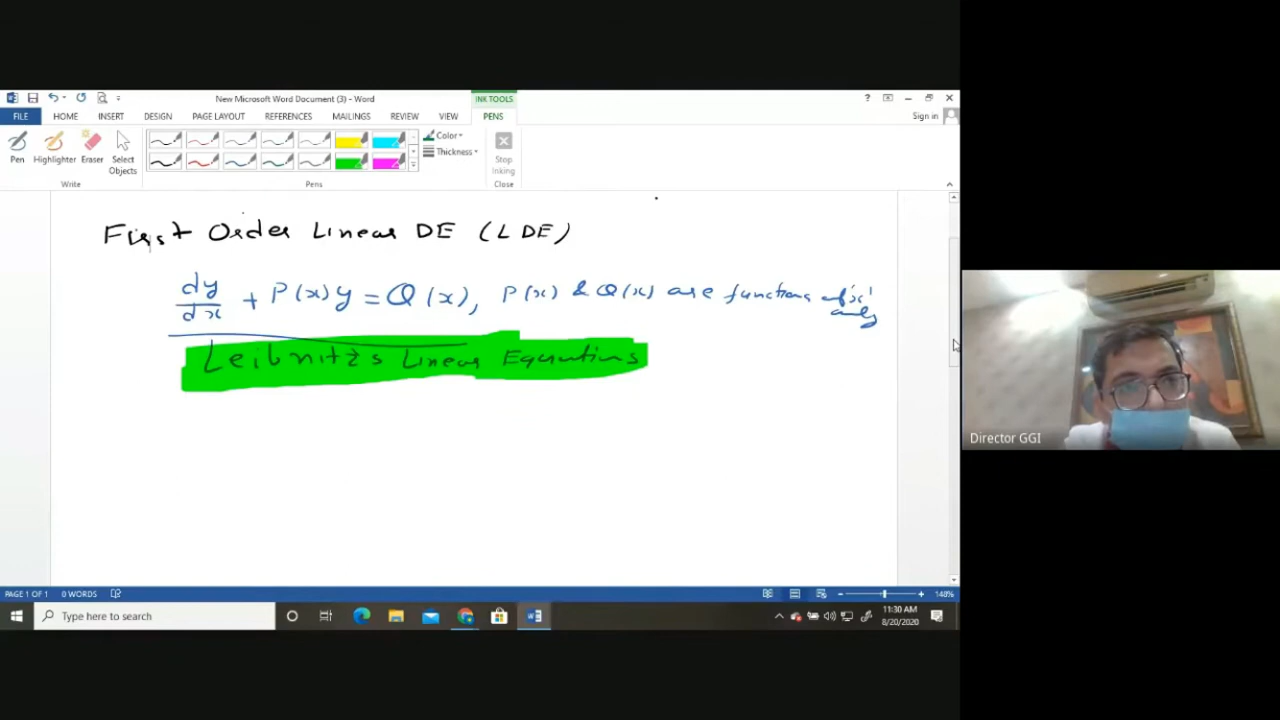 New Microsoft Word Document (3) - Word
INK TOOLS
Sign in
FILE HOME INSERT DESIGN PAGE LAYOUT REFERENCES MAILINGS REVIEW VIEW PENS
Pen Highlighter Eraser Select Objects
Color
Thickness
Stop Inking
Write Pens Close
First Order Linear DE (LDE)
dy/dx + P(x)y = Q(x), P(x) & Q(x) are functions of 'x' only
Leibnitz's Linear Equations
Director GGI
PAGE 1 OF 1 0 WORDS 148%
Type here to search
11:30 AM
8/20/2020